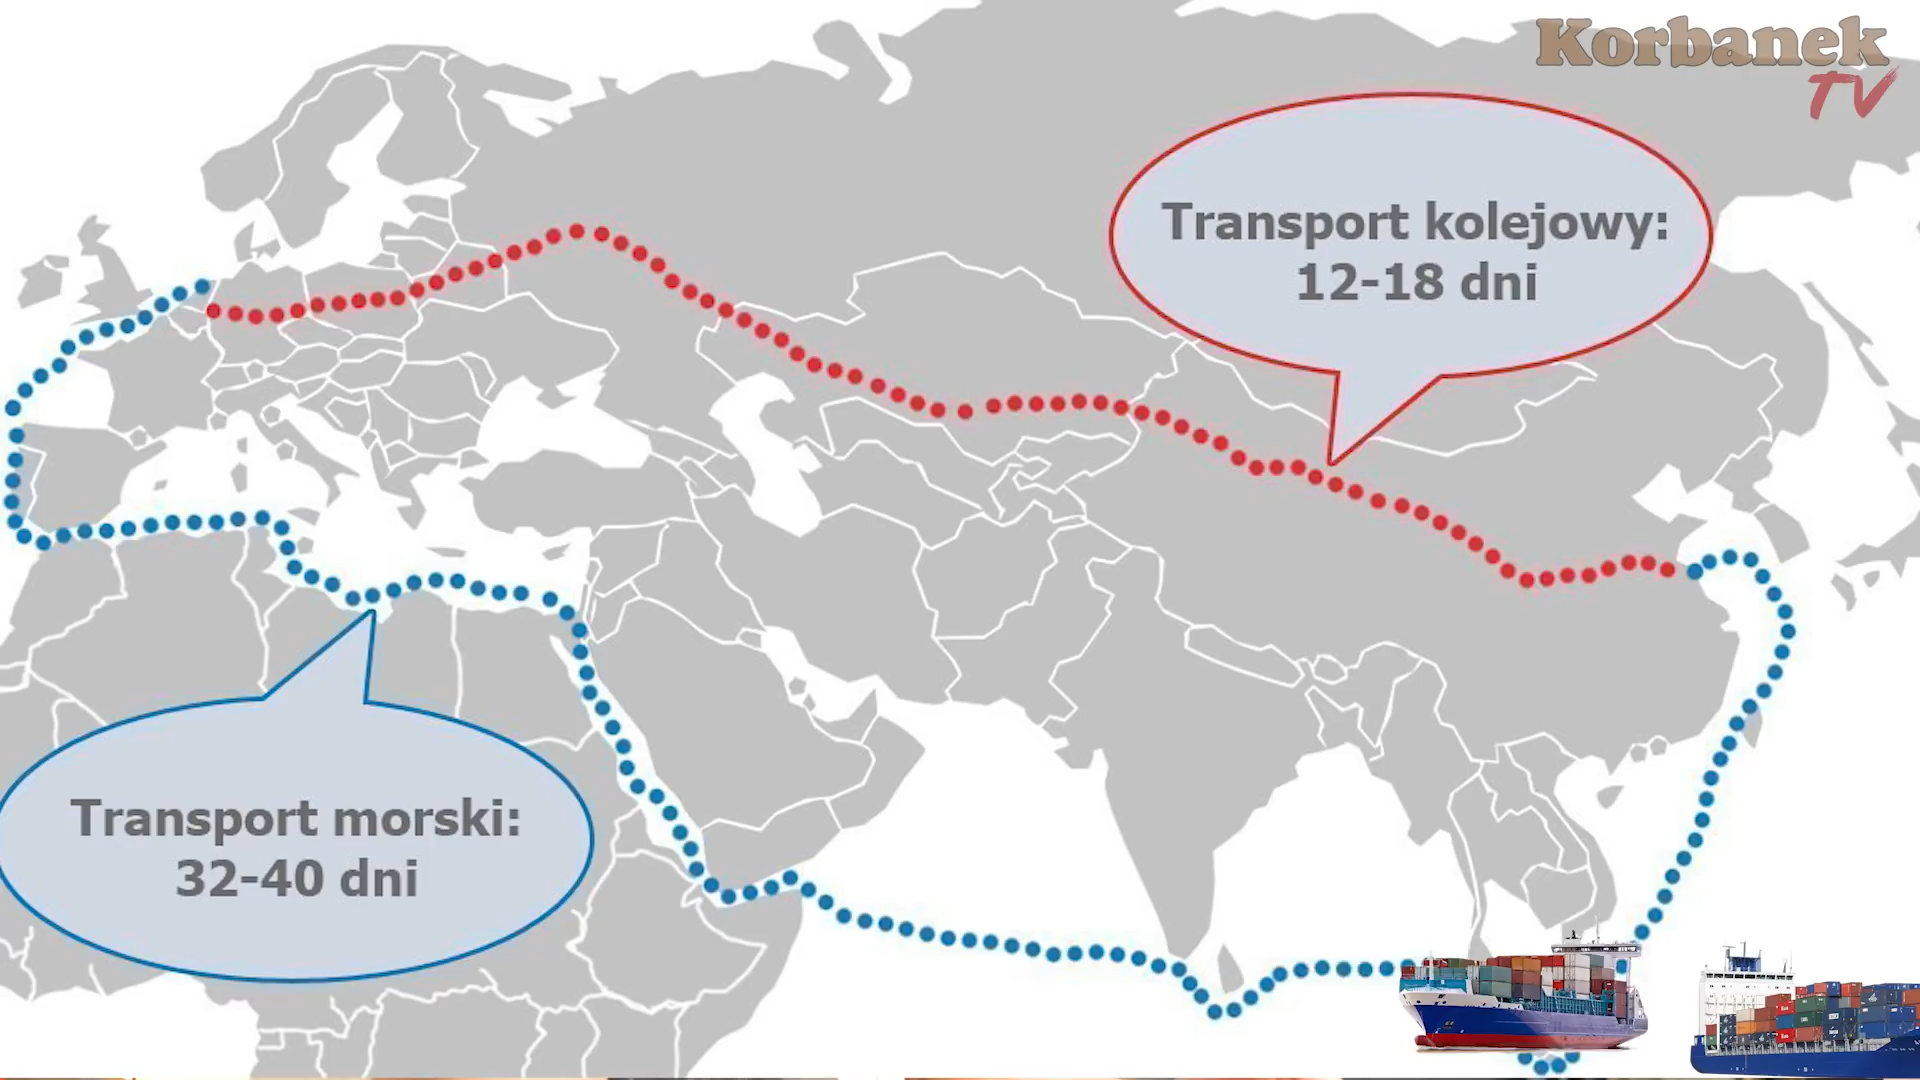 Korbanek
TV
Transport kolejowy:
12-18 dni
Transport morski:
32-40 dni